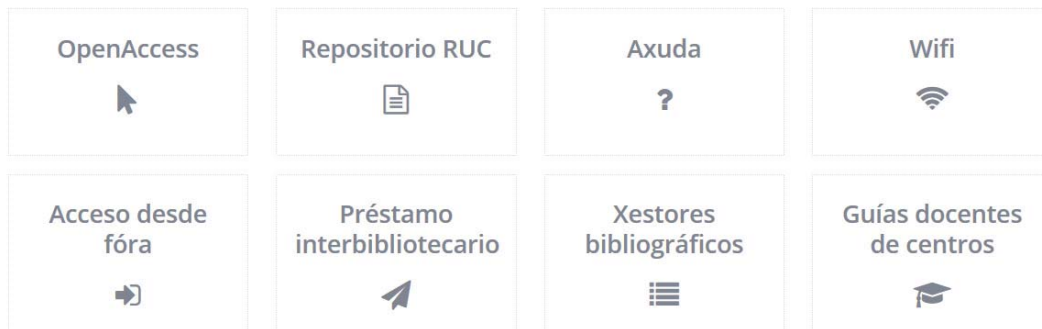 OpenAccess
Repositorio RUC
Axuda
?
Wifi
Acceso desde
fóra
Préstamo
interbibliotecario
Xestores
bibliográficos
Guías docentes
de centros